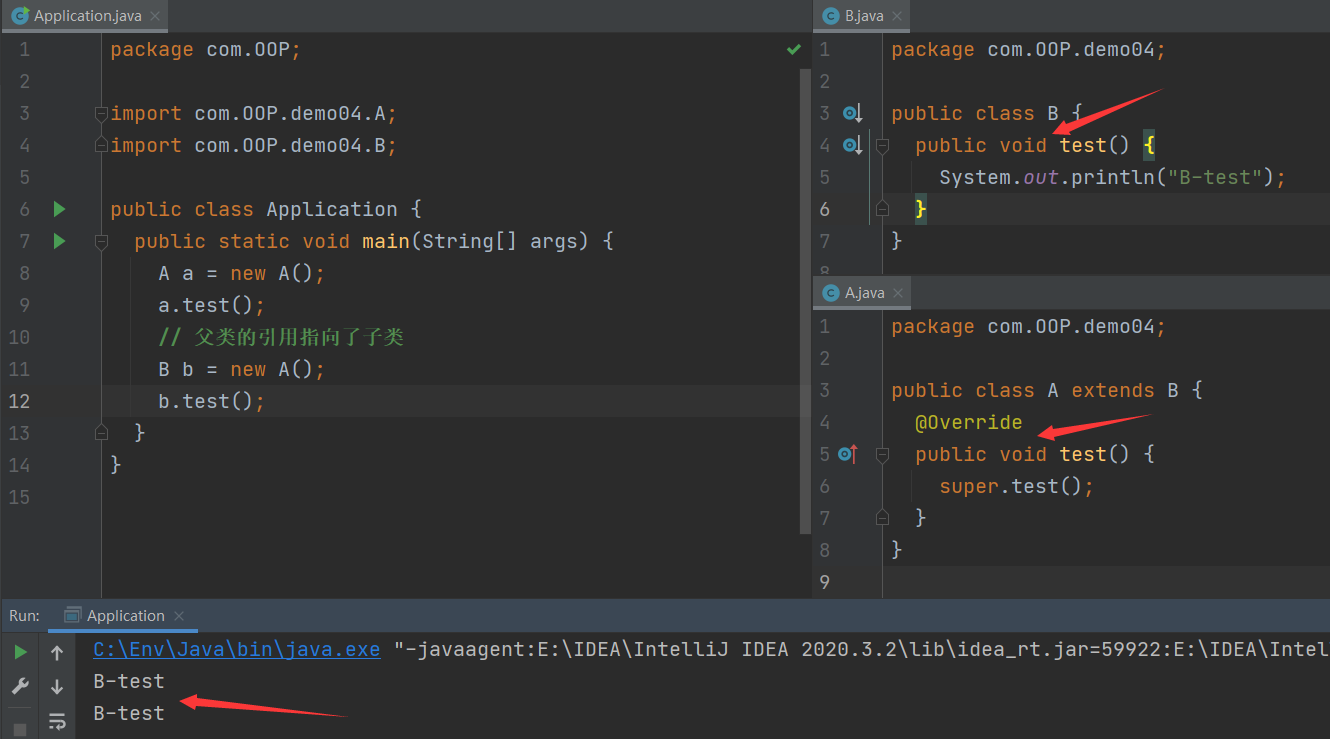 Application.java
1 package com.OOP;
2
3 import com.OOP.demo04.A;
4 import com.OOP.demo04.B;
5
6 public class Application {
7 public static void main(String[] args) {
8 A a = new A();
9 a.test();
10 // 父类的引用指向了子类
11 B b = new A();
12 b.test();
13 }
14 }
15
B.java
1 package com.OOP.demo04;
2
3 public class B {
4 public void test() {
5 System.out.println("B-test");
6 }
7 }
8
A.java
1 package com.OOP.demo04;
2
3 public class A extends B {
4 @Override
5 public void test() {
6 super.test();
7 }
8 }
9
Run: Application
C:\Env\Java\bin\java.exe "-javaagent:E:\IDEA\IntelliJ IDEA 2020.3.2\lib\idea_rt.jar=59922:E:\IDEA\Intel
B-test
B-test